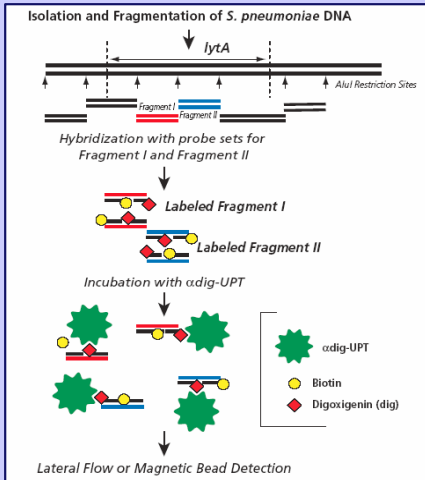 Isolation and Fragmentation of S. pneumoniae DNA
lytA
AluI Restriction Sites
Fragment I
Fragment II
Hybridization with probe sets for
Fragment I and Fragment II
Labeled Fragment I
Labeled Fragment II
Incubation with αdig-UPT
αdig-UPT
Biotin
Digoxigenin (dig)
Lateral Flow or Magnetic Bead Detection